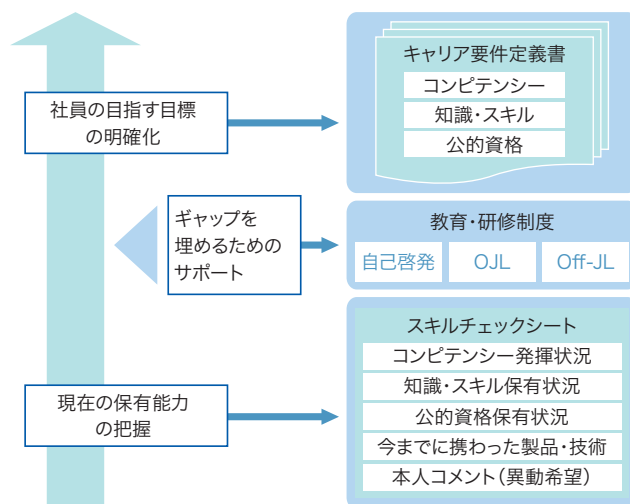 キャリア要件定義書
コンピテンシー
知識・スキル
公的資格
社員の目指す目標
の明確化
ギャップを
埋めるための
サポート
教育・研修制度
自己啓発
OJL
Off-JL
スキルチェックシート
コンピテンシー発揮状況
知識・スキル保有状況
公的資格保有状況
今までに携わった製品・技術
本人コメント（異動希望）
現在の保有能力
の把握